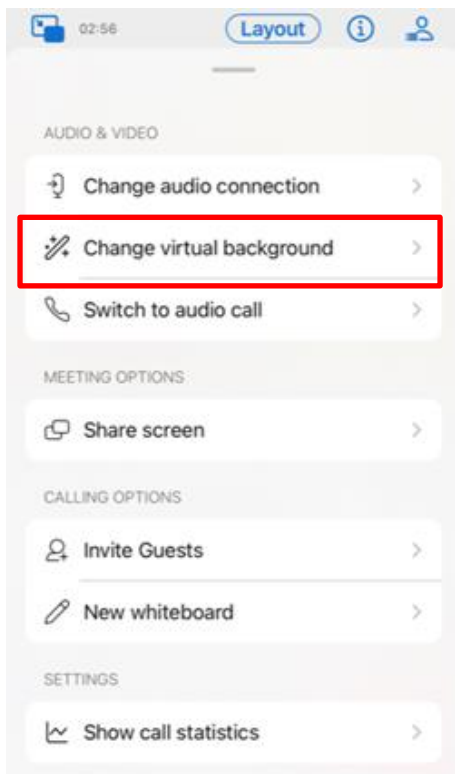 02:56 Layout
AUDIO & VIDEO
Change audio connection
Change virtual background
Switch to audio call
MEETING OPTIONS
Share screen
CALLING OPTIONS
Invite Guests
New whiteboard
SETTINGS
Show call statistics